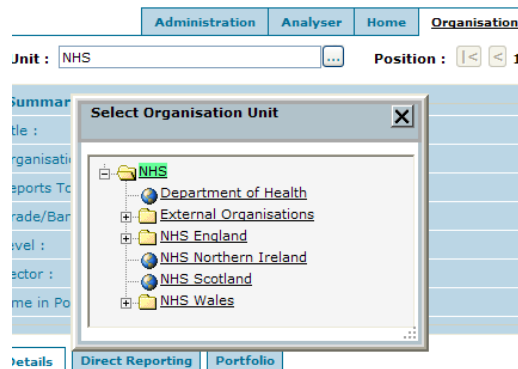 Administration Analyser Home Organisation
Unit : NHS ... Position : |< < 1
Summar
tle :
rganisati
eports To
rade/Bar
evel :
ector :
me in Po
Select Organisation Unit X
NHS
Department of Health
External Organisations
NHS England
NHS Northern Ireland
NHS Scotland
NHS Wales
Details Direct Reporting Portfolio